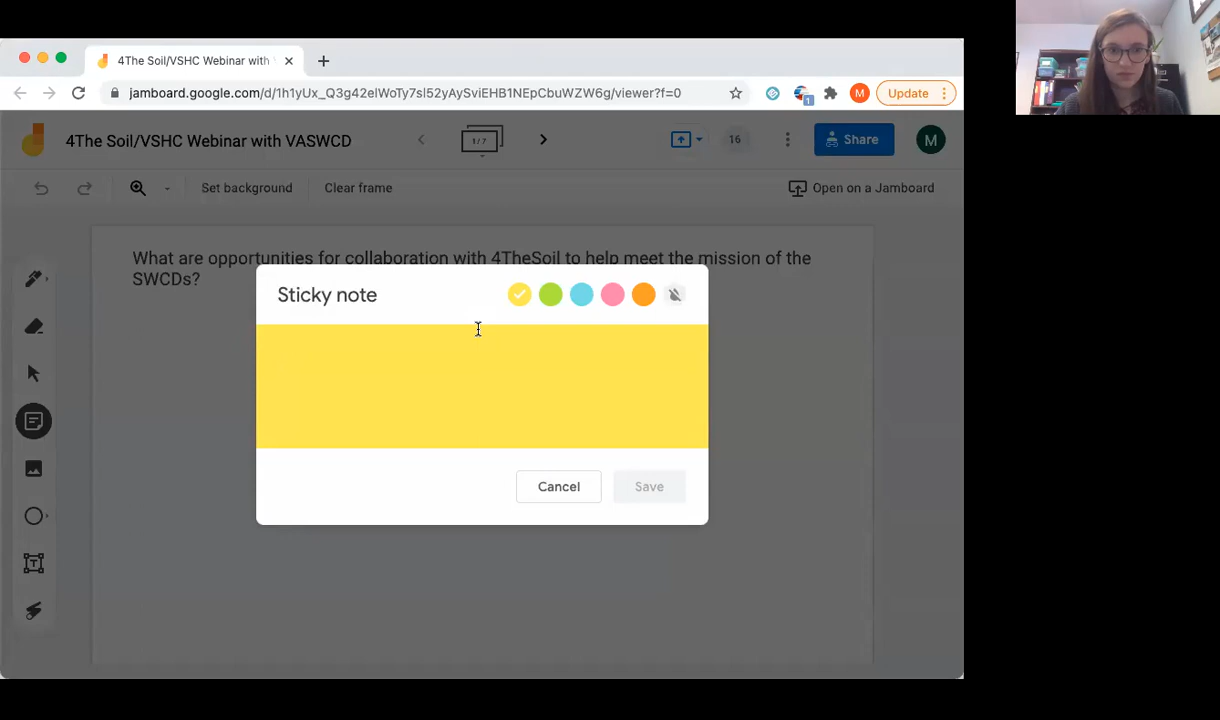 4The Soil/VSHC Webinar with
jamboard.google.com/d/1h1yUx_Q3g42elWoTy7sl52yAySviEHB1NEpCbuWZW6g/viewer?f=0
1
M
Update
4The Soil/VSHC Webinar with VASWCD
1/7
16
Share
M
Set background
Clear frame
Open on a Jamboard
What are opportunities for collaboration with 4TheSoil to help meet the mission of the
SWCDs?
Sticky note
Cancel
Save